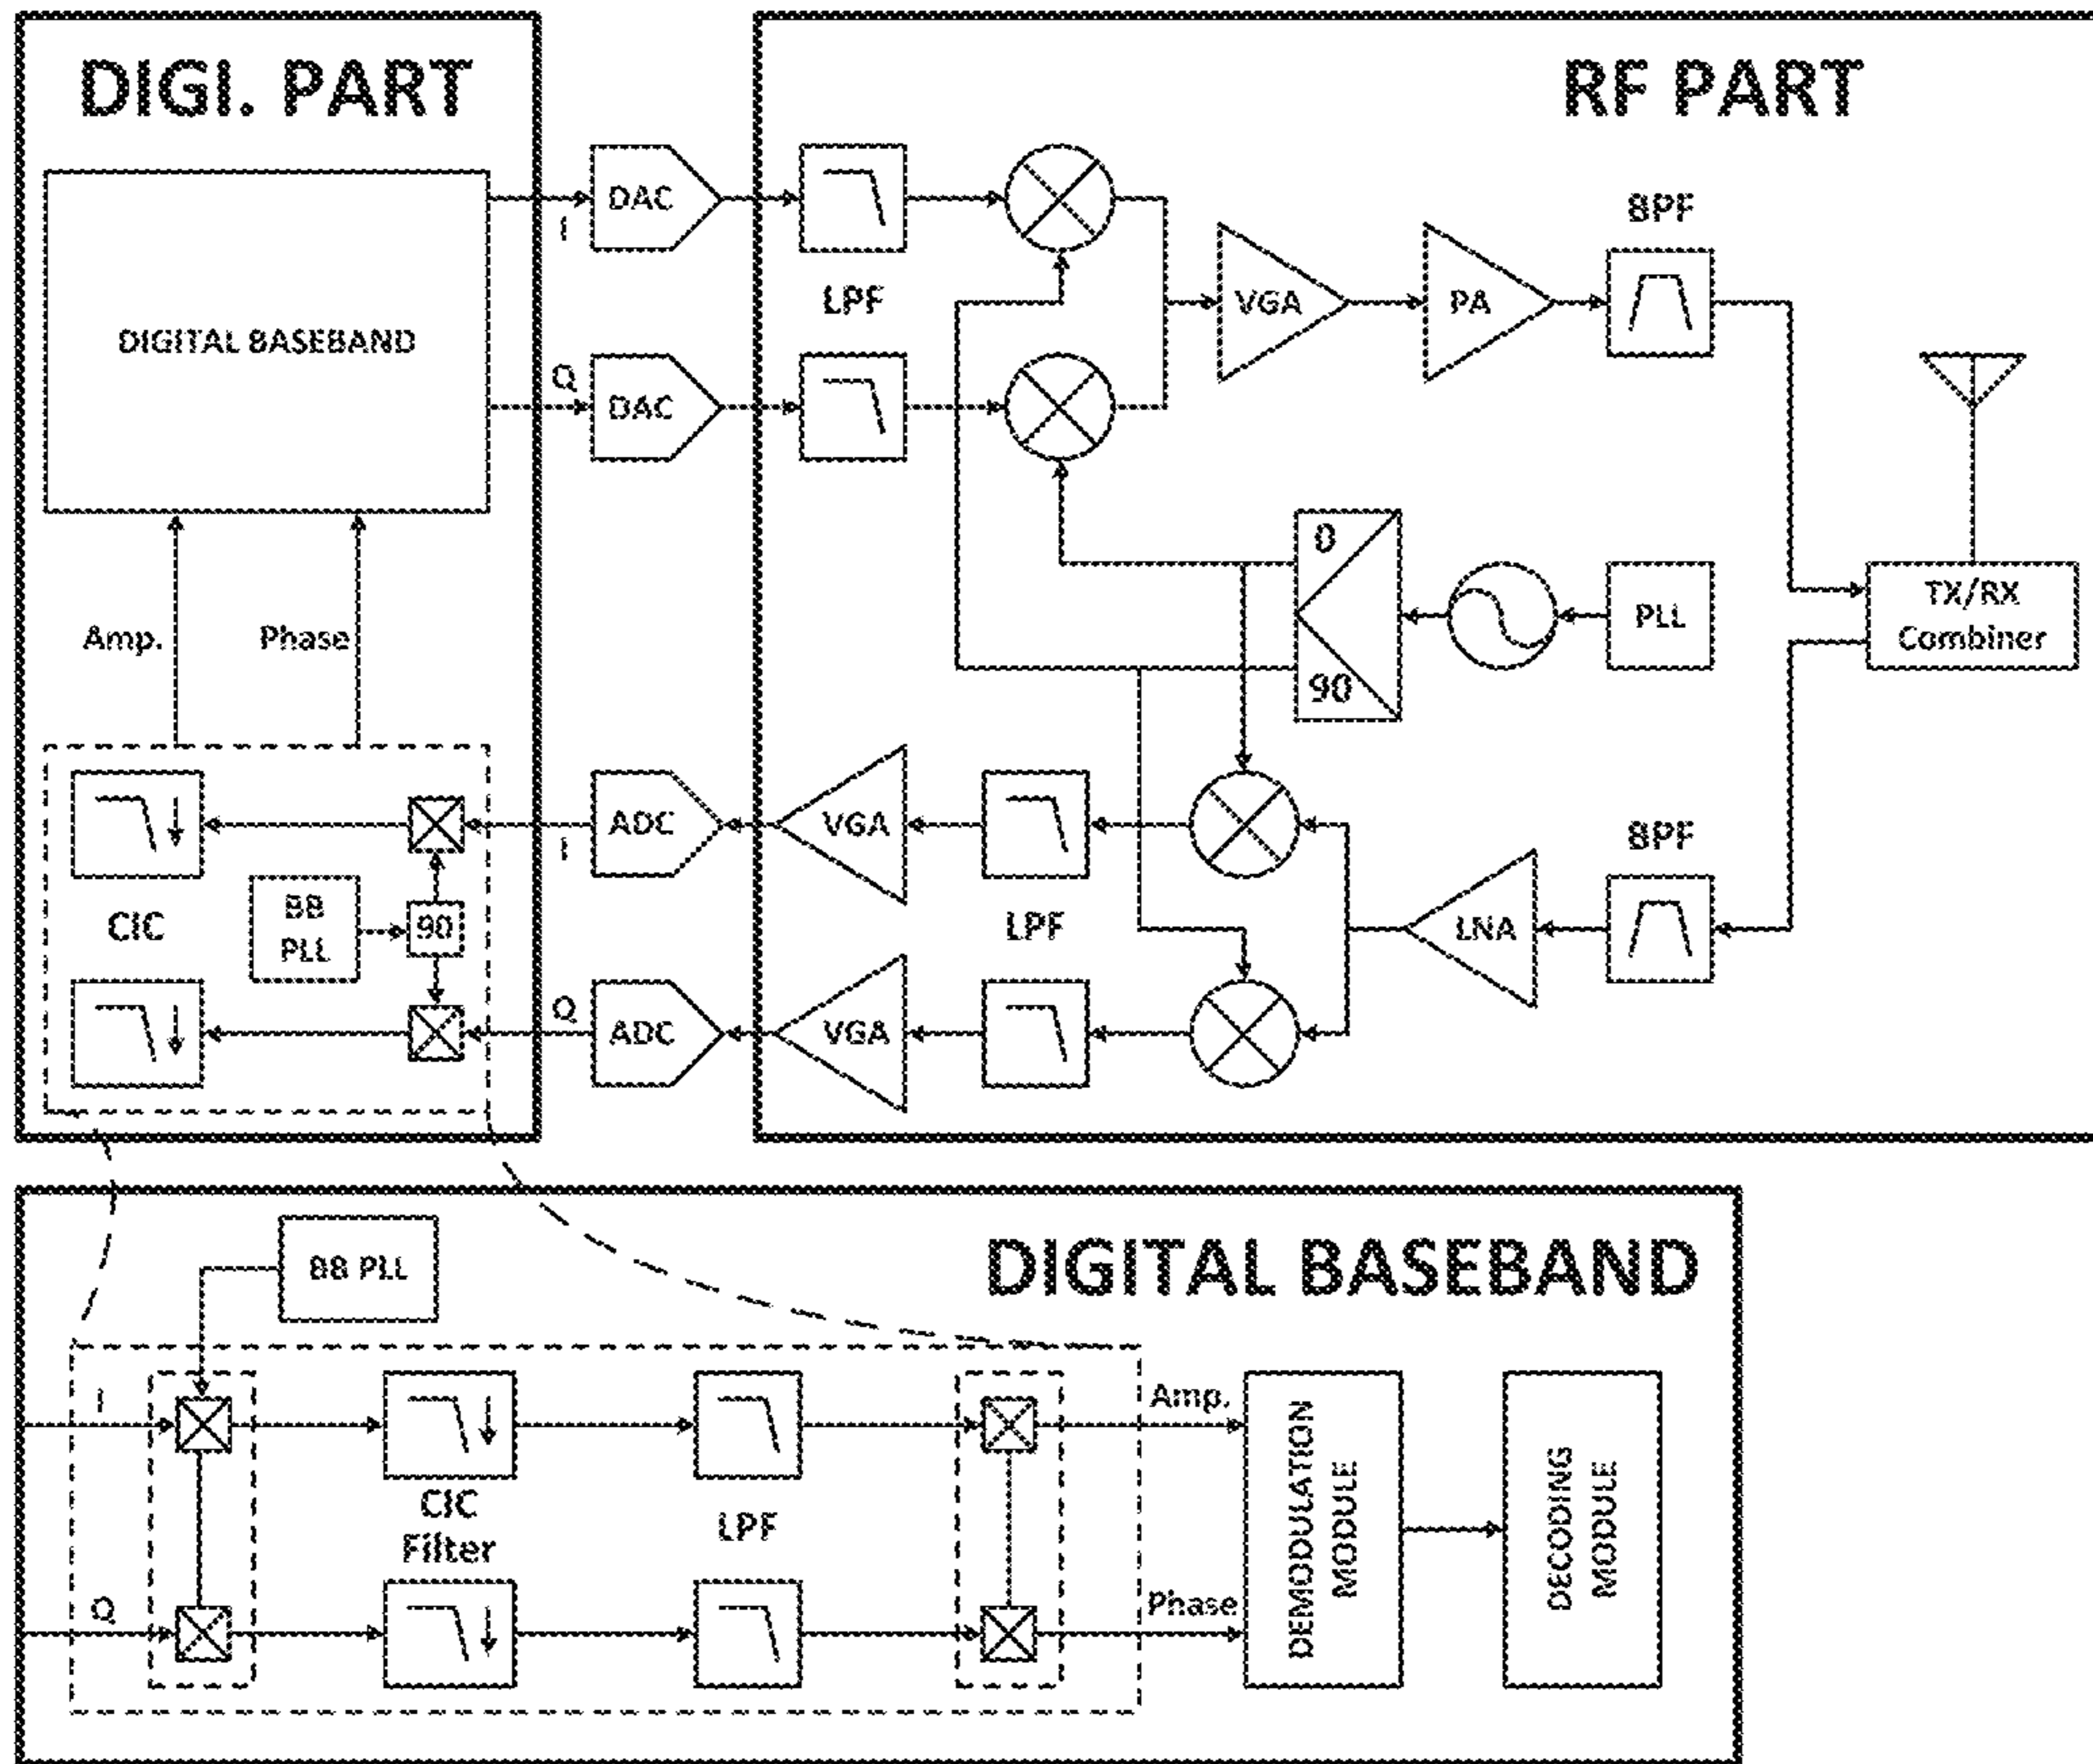 DIGI. PART
RF PART
DIGITAL BASEBAND
I
DAC
LPF
Q
DAC
VGA
PA
BPF
TX/RX
Combiner
0
90
PLL
Amp.
Phase
CIC
BB
PLL
90
I
ADC
VGA
LPF
Q
ADC
VGA
LNA
BPF
DIGITAL BASEBAND
BB PLL
I
Q
CIC
Filter
LPF
Amp.
Phase
DEMODULATION
MODULE
DECODING
MODULE